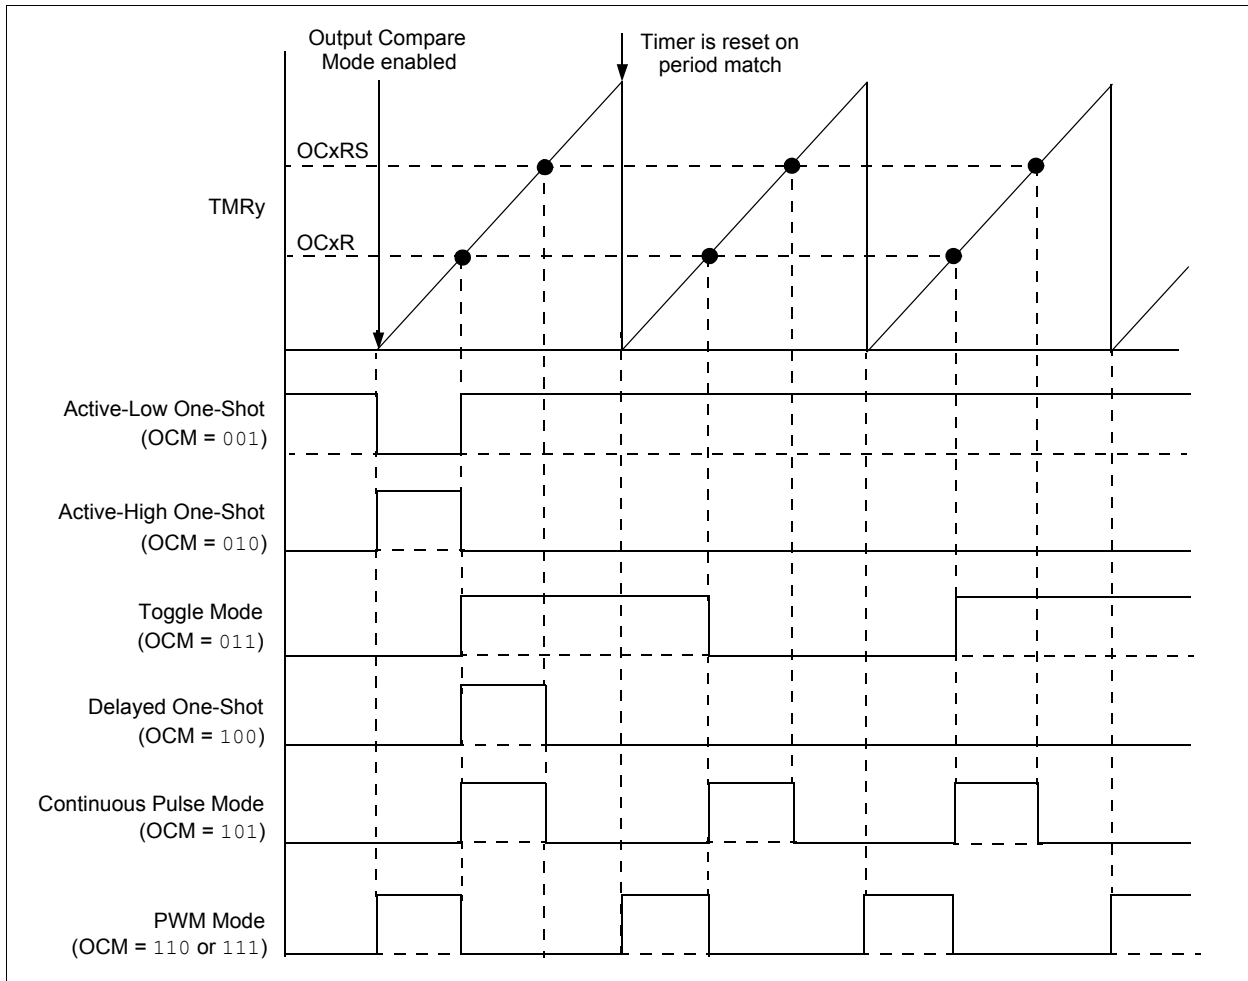 Output Compare
Mode enabled
Timer is reset on
period match
OCxRS
TMRy
OCxR
Active-Low One-Shot
(OCM = 001)
Active-High One-Shot
(OCM = 010)
Toggle Mode
(OCM = 011)
Delayed One-Shot
(OCM = 100)
Continuous Pulse Mode
(OCM = 101)
PWM Mode
(OCM = 110 or 111)